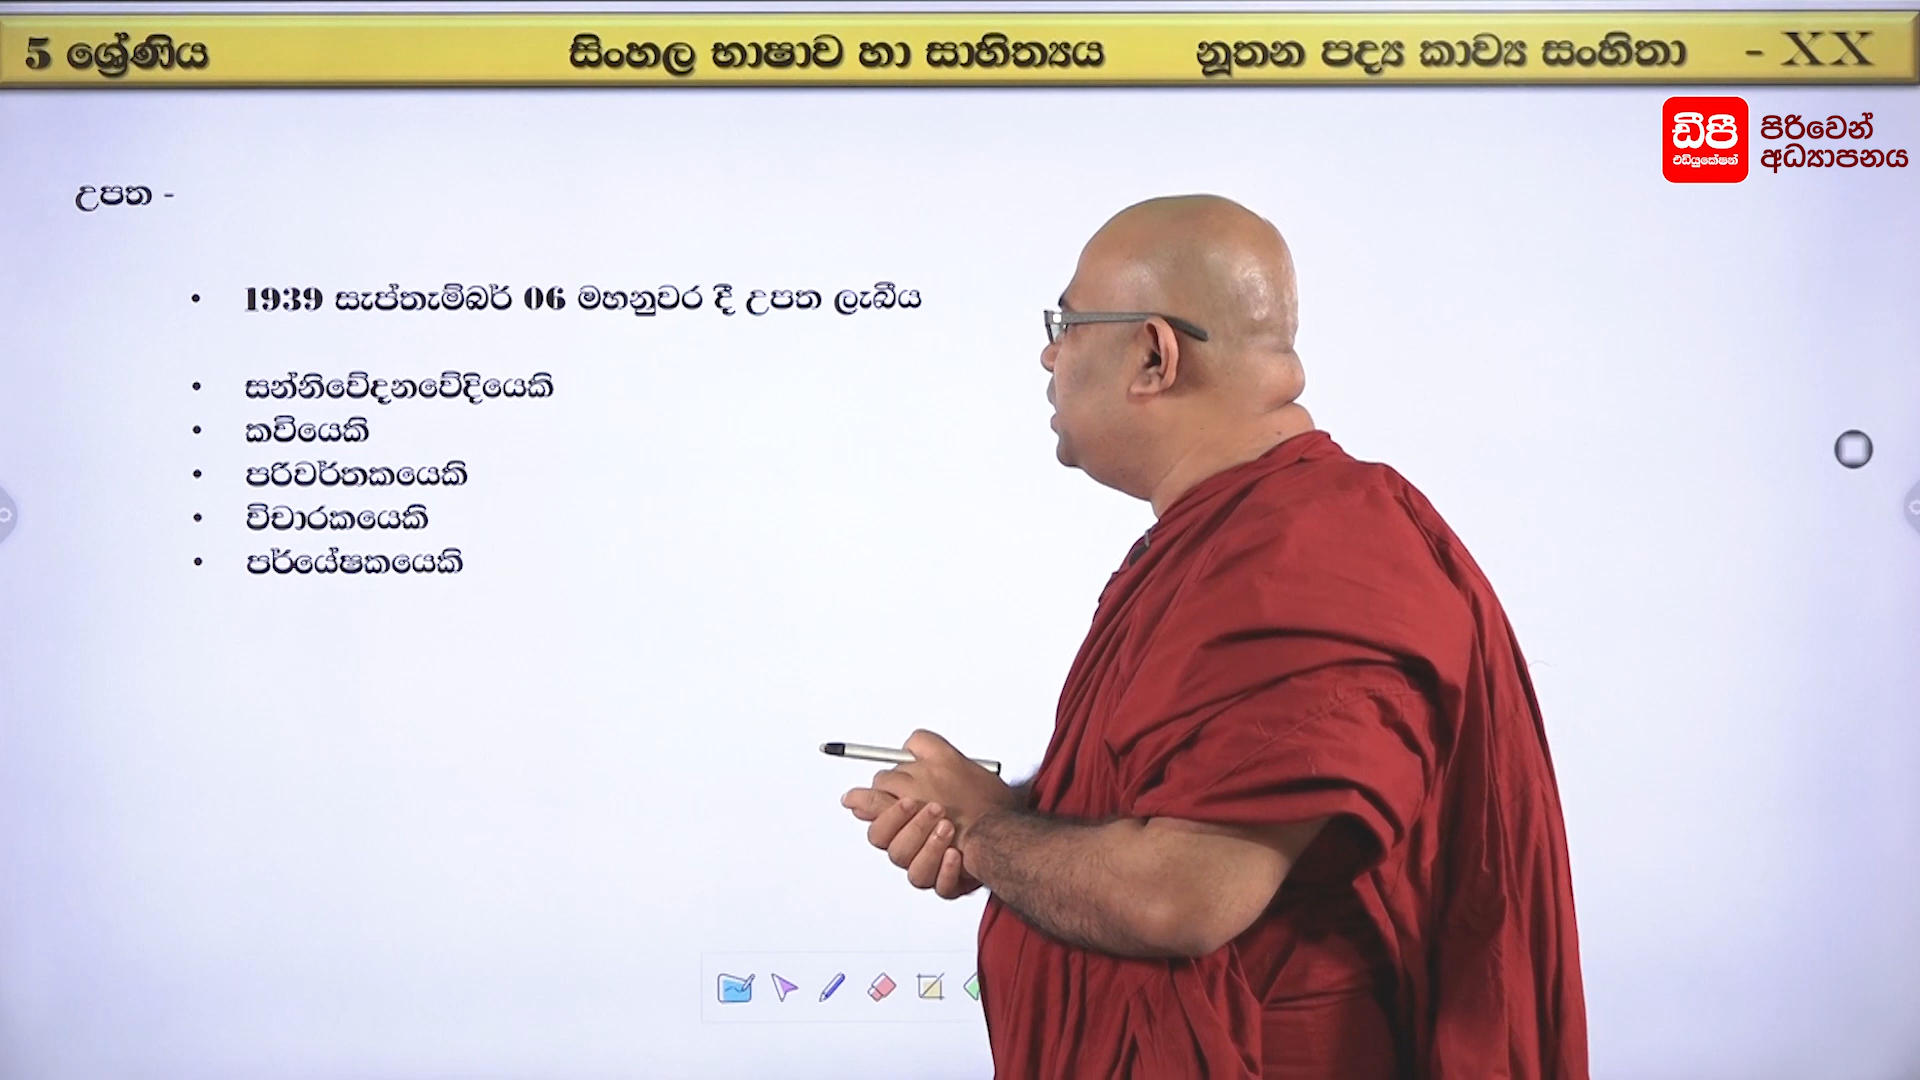 5 ශ්‍රේණිය සිංහල භාෂාව හා සාහිත්‍යය නූතන පද්‍ය කාව්‍ය සංහිතා - XX
ඩීපී
එඩියුකේෂන්
පිරිවෙන්
අධ්‍යාපනය
උපත -
• 1939 සැප්තැම්බර් 06 මහනුවර දී උපත ලැබීය
• සන්නිවේදනවේදියෙකි
• කවියෙකි
• පරිවර්තකයෙකි
• විචාරකයෙකි
• පර්යේෂකයෙකි